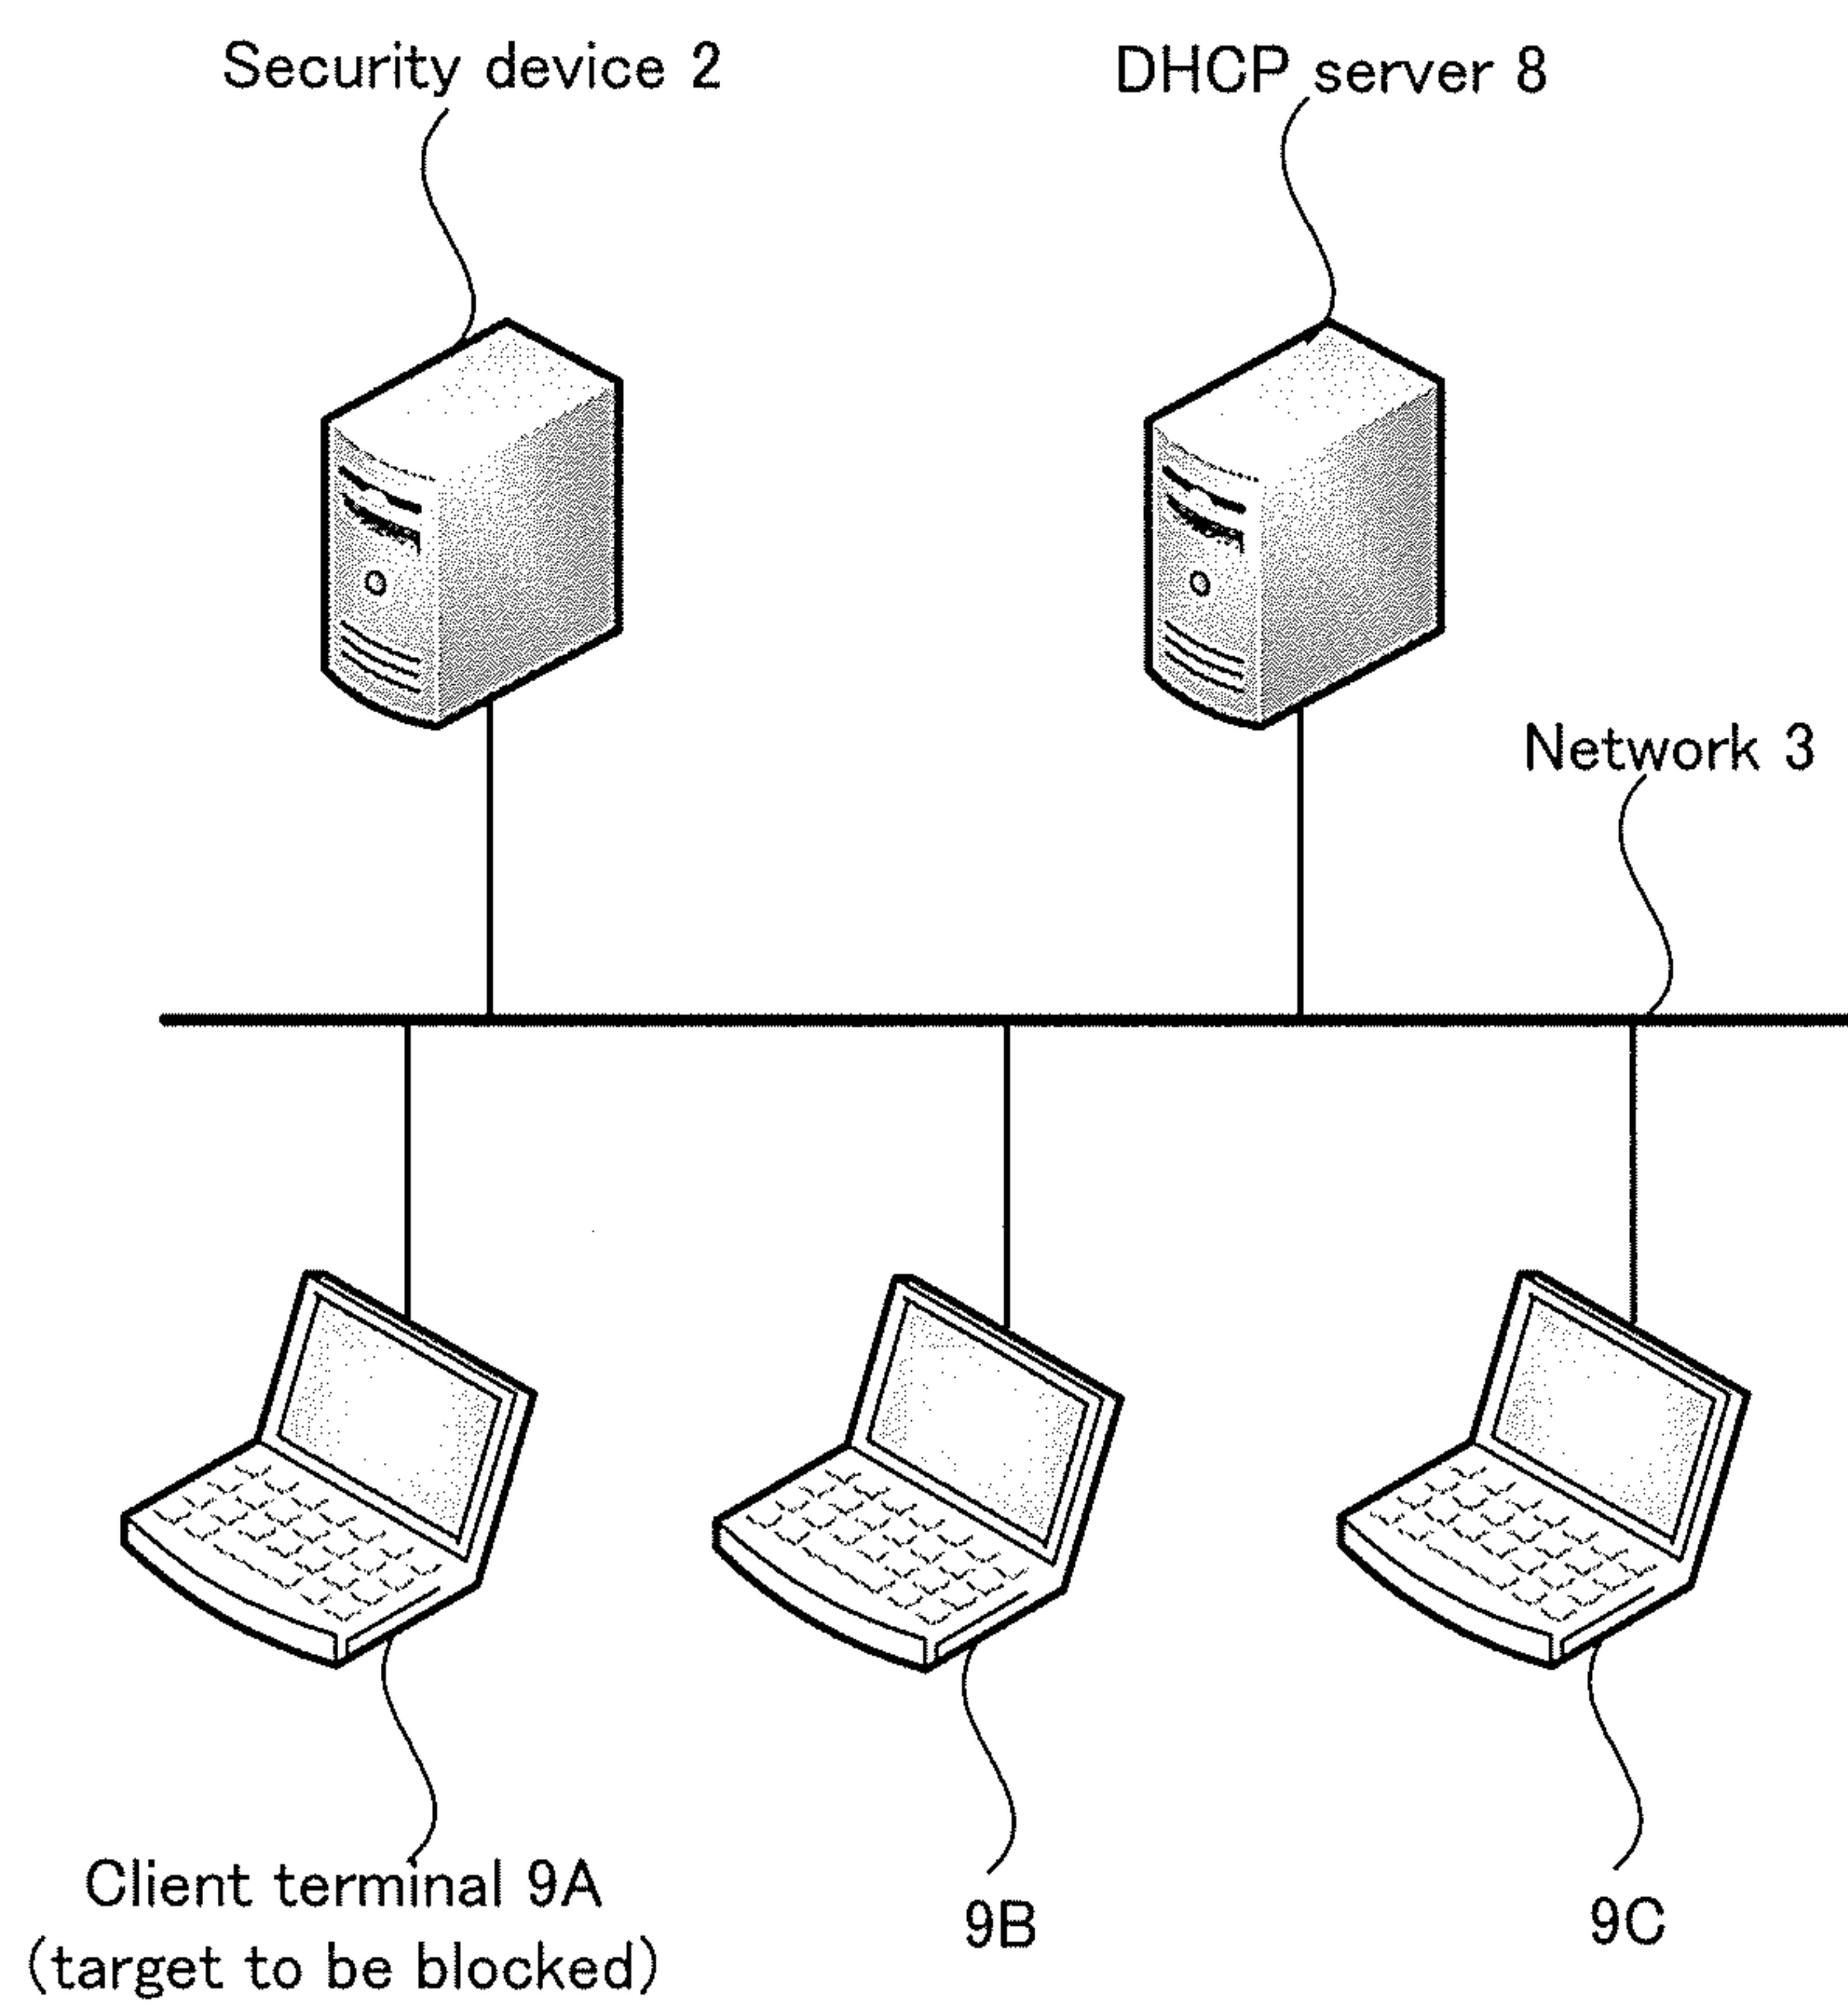 Security device 2
DHCP server 8
Network 3
Client terminal 9A
(target to be blocked)
9B
9C